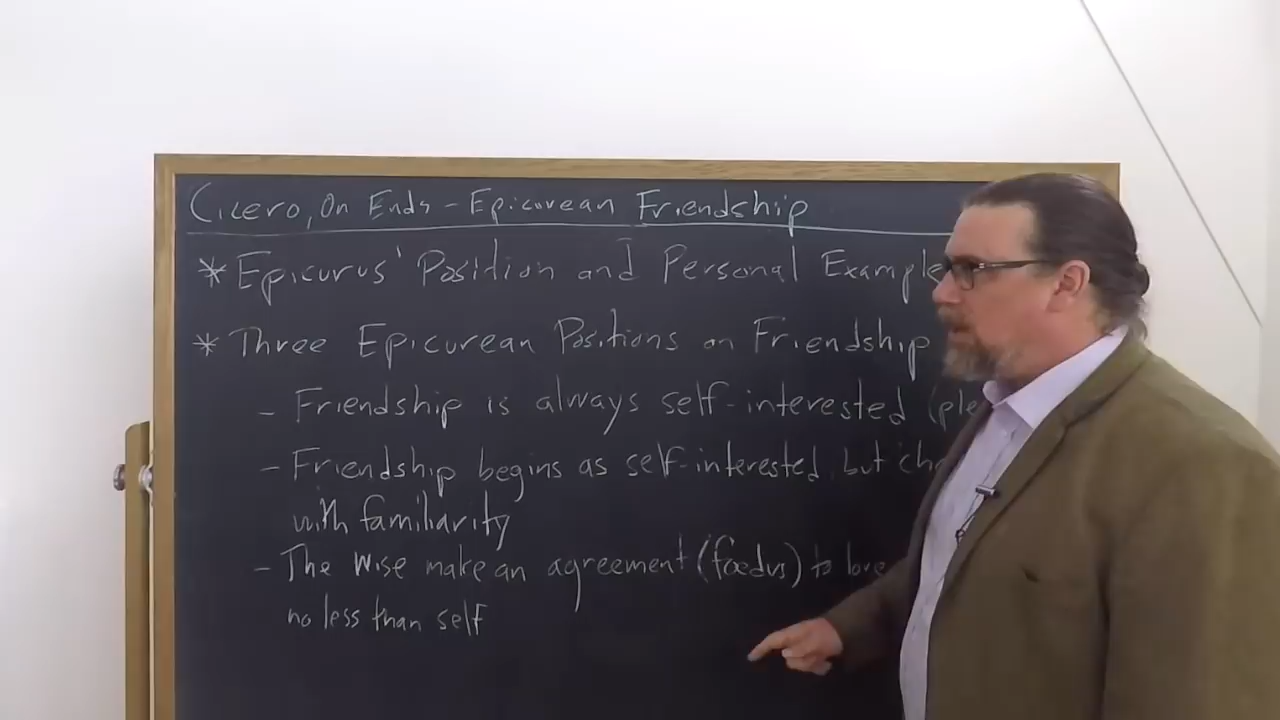 Cicero, On Ends - Epicurean Friendship
* Epicurus' Position and Personal Example
* Three Epicurean Positions on Friendship
- Friendship is always self-interested (ple
- Friendship begins as self-interested, but ch
with familiarity
- The wise make an agreement (foedus) to love
no less than self